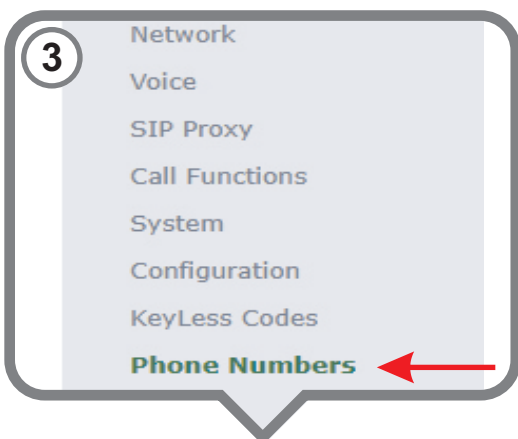 3
Network
Voice
SIP Proxy
Call Functions
System
Configuration
KeyLess Codes
Phone Numbers